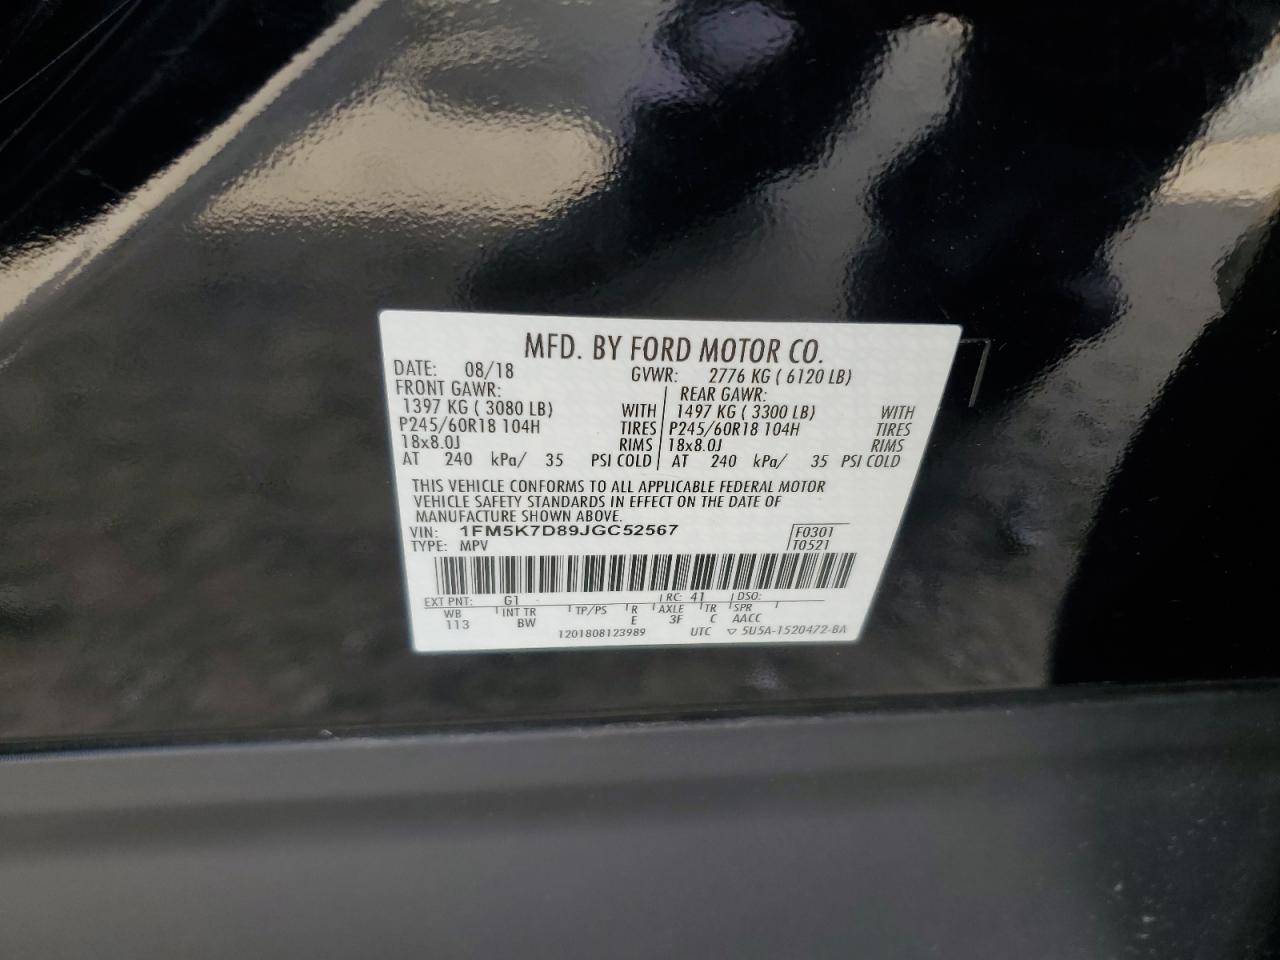 MFD. BY FORD MOTOR CO.
DATE: 08/18 GVWR: 2776 KG ( 6120 LB)
FRONT GAWR: REAR GAWR:
1397 KG ( 3080 LB) WITH 1497 KG ( 3300 LB) WITH
P245/60R18 104H TIRES P245/60R18 104H TIRES
18x8.0J RIMS 18x8.0J RIMS
AT 240 kPa/ 35 PSI COLD AT 240 kPa/ 35 PSI COLD
THIS VEHICLE CONFORMS TO ALL APPLICABLE FEDERAL MOTOR
VEHICLE SAFETY STANDARDS IN EFFECT ON THE DATE OF
MANUFACTURE SHOWN ABOVE.
VIN: 1FM5K7D89JGC52567 F0301
TYPE: MPV T0521
EXT PNT: G1 RC: 41 DSO:
WB INT TR TP/PS R AXLE TR SPR
113 BW E 3F C AACC
1201808123989 UTC ▽ 5U5A-1520472-BA